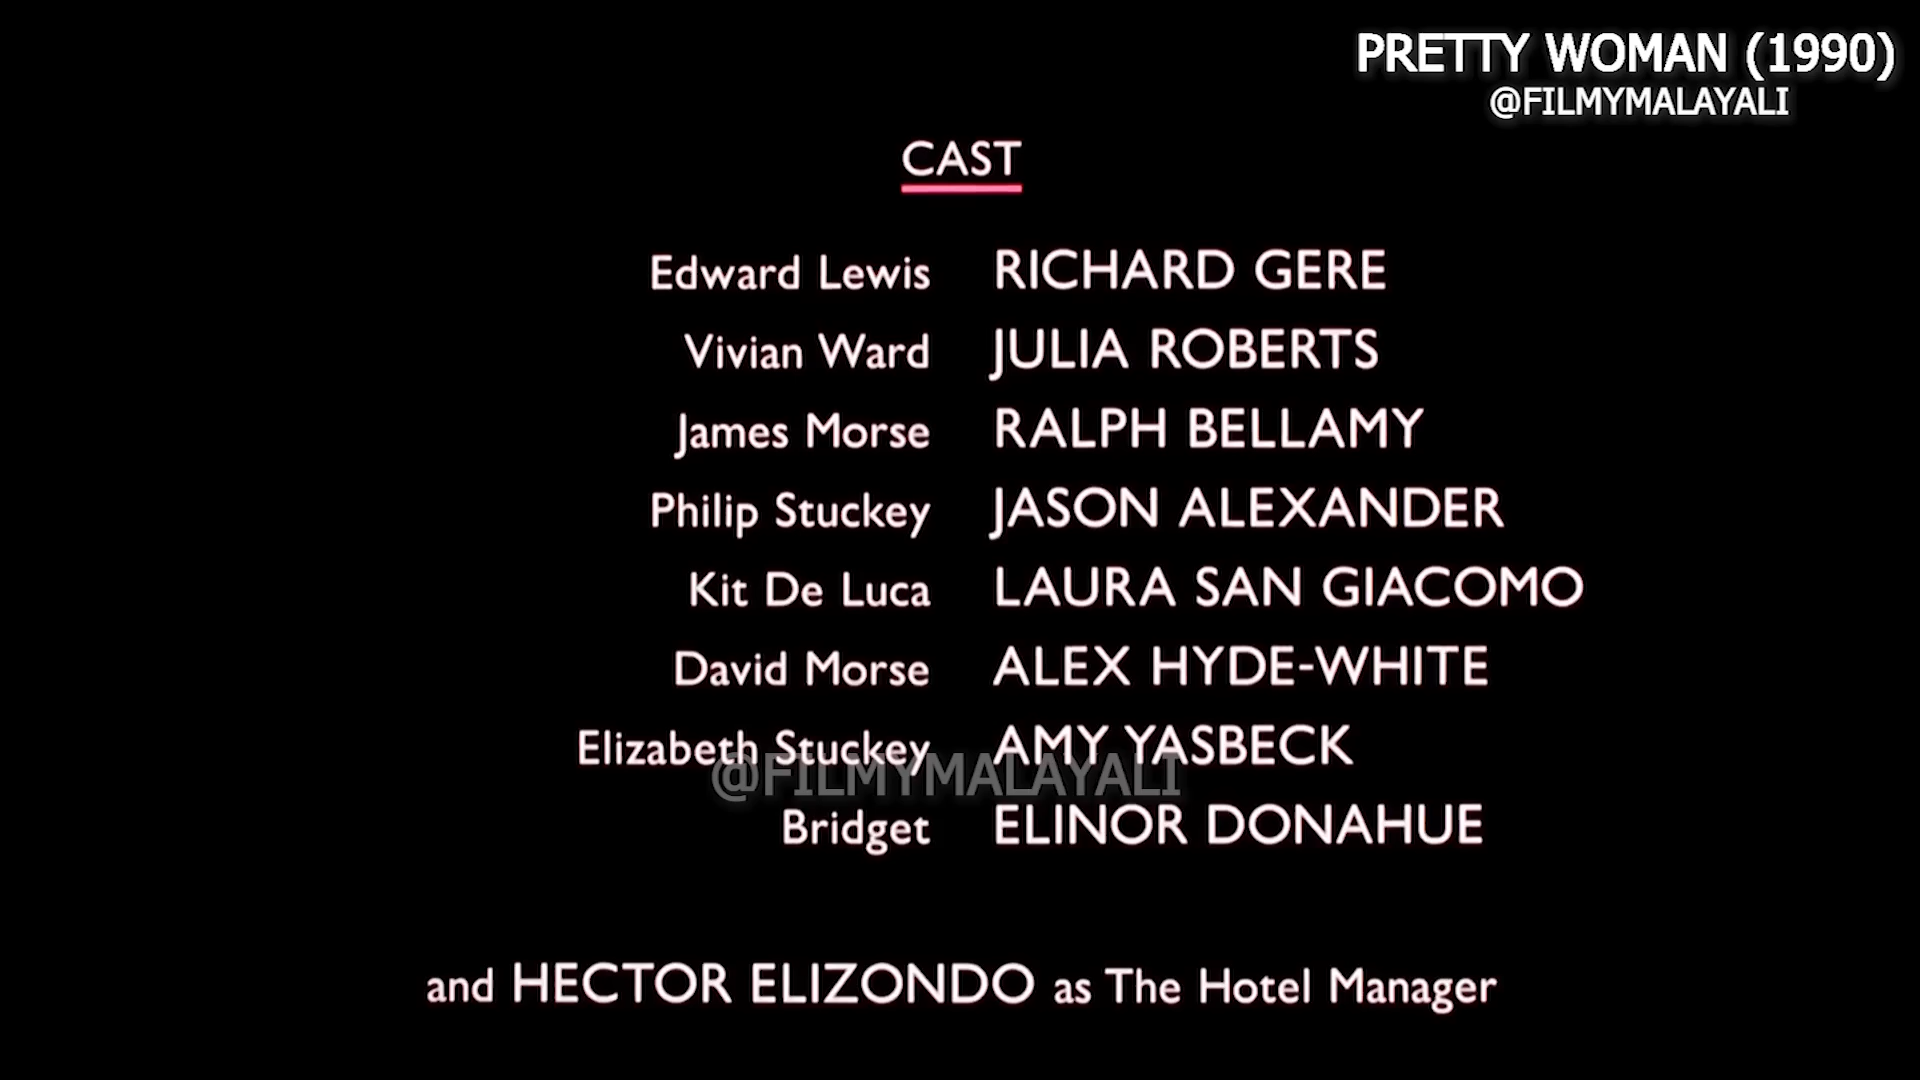 PRETTY WOMAN (1990)
@FILMYMALAYALI
CAST
Edward Lewis RICHARD GERE
Vivian Ward JULIA ROBERTS
James Morse RALPH BELLAMY
Philip Stuckey JASON ALEXANDER
Kit De Luca LAURA SAN GIACOMO
David Morse ALEX HYDE-WHITE
Elizabeth Stuckey AMY YASBECK
@FILMYMALAYALI
Bridget ELINOR DONAHUE
and HECTOR ELIZONDO as The Hotel Manager